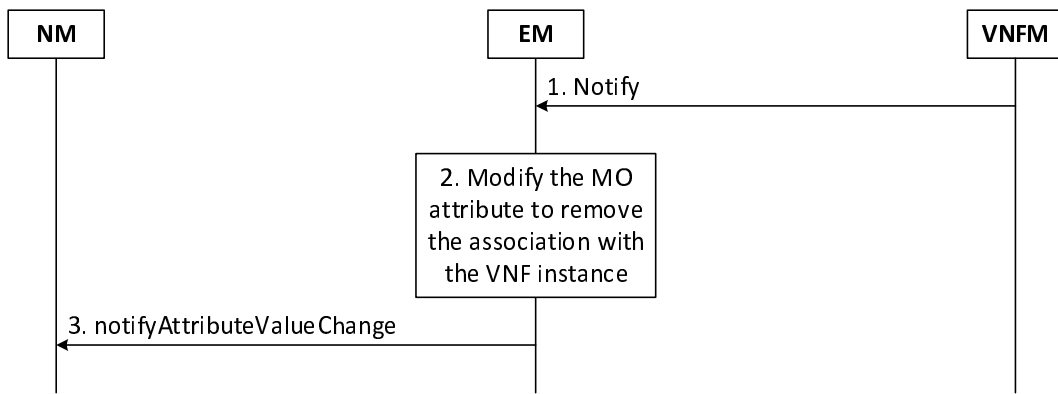 NM
EM
VNFM
1. Notify
2. Modify the MO
attribute to remove
the association with
the VNF instance
3. notifyAttributeValueChange